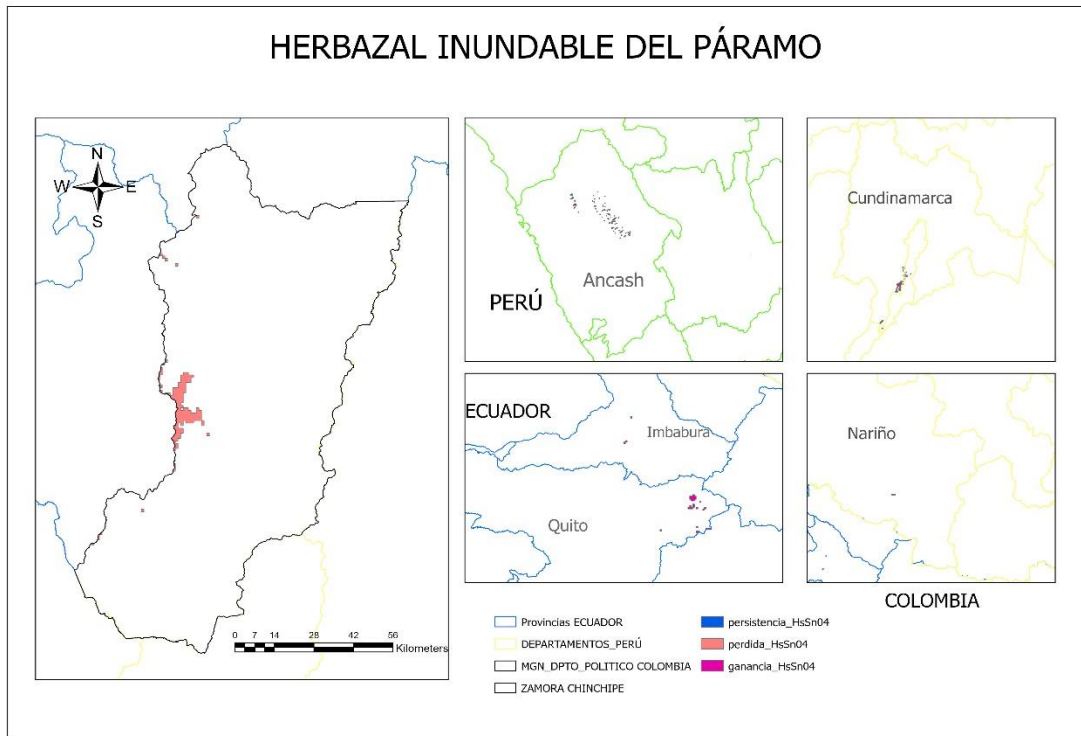 HERBAZAL INUNDABLE DEL PÁRAMO
N
W
E
S
0 7 14 28 42 56
Kilometers
PERÚ
Ancash
Cundinamarca
ECUADOR
Imbabura
Quito
Nariño
COLOMBIA
Provincias ECUADOR
DEPARTAMENTOS_PERÚ
MGN_DPTO_POLITICO COLOMBIA
ZAMORA CHINCHIPE
persistencia_HsSn04
perdida_HsSn04
ganancia_HsSn04